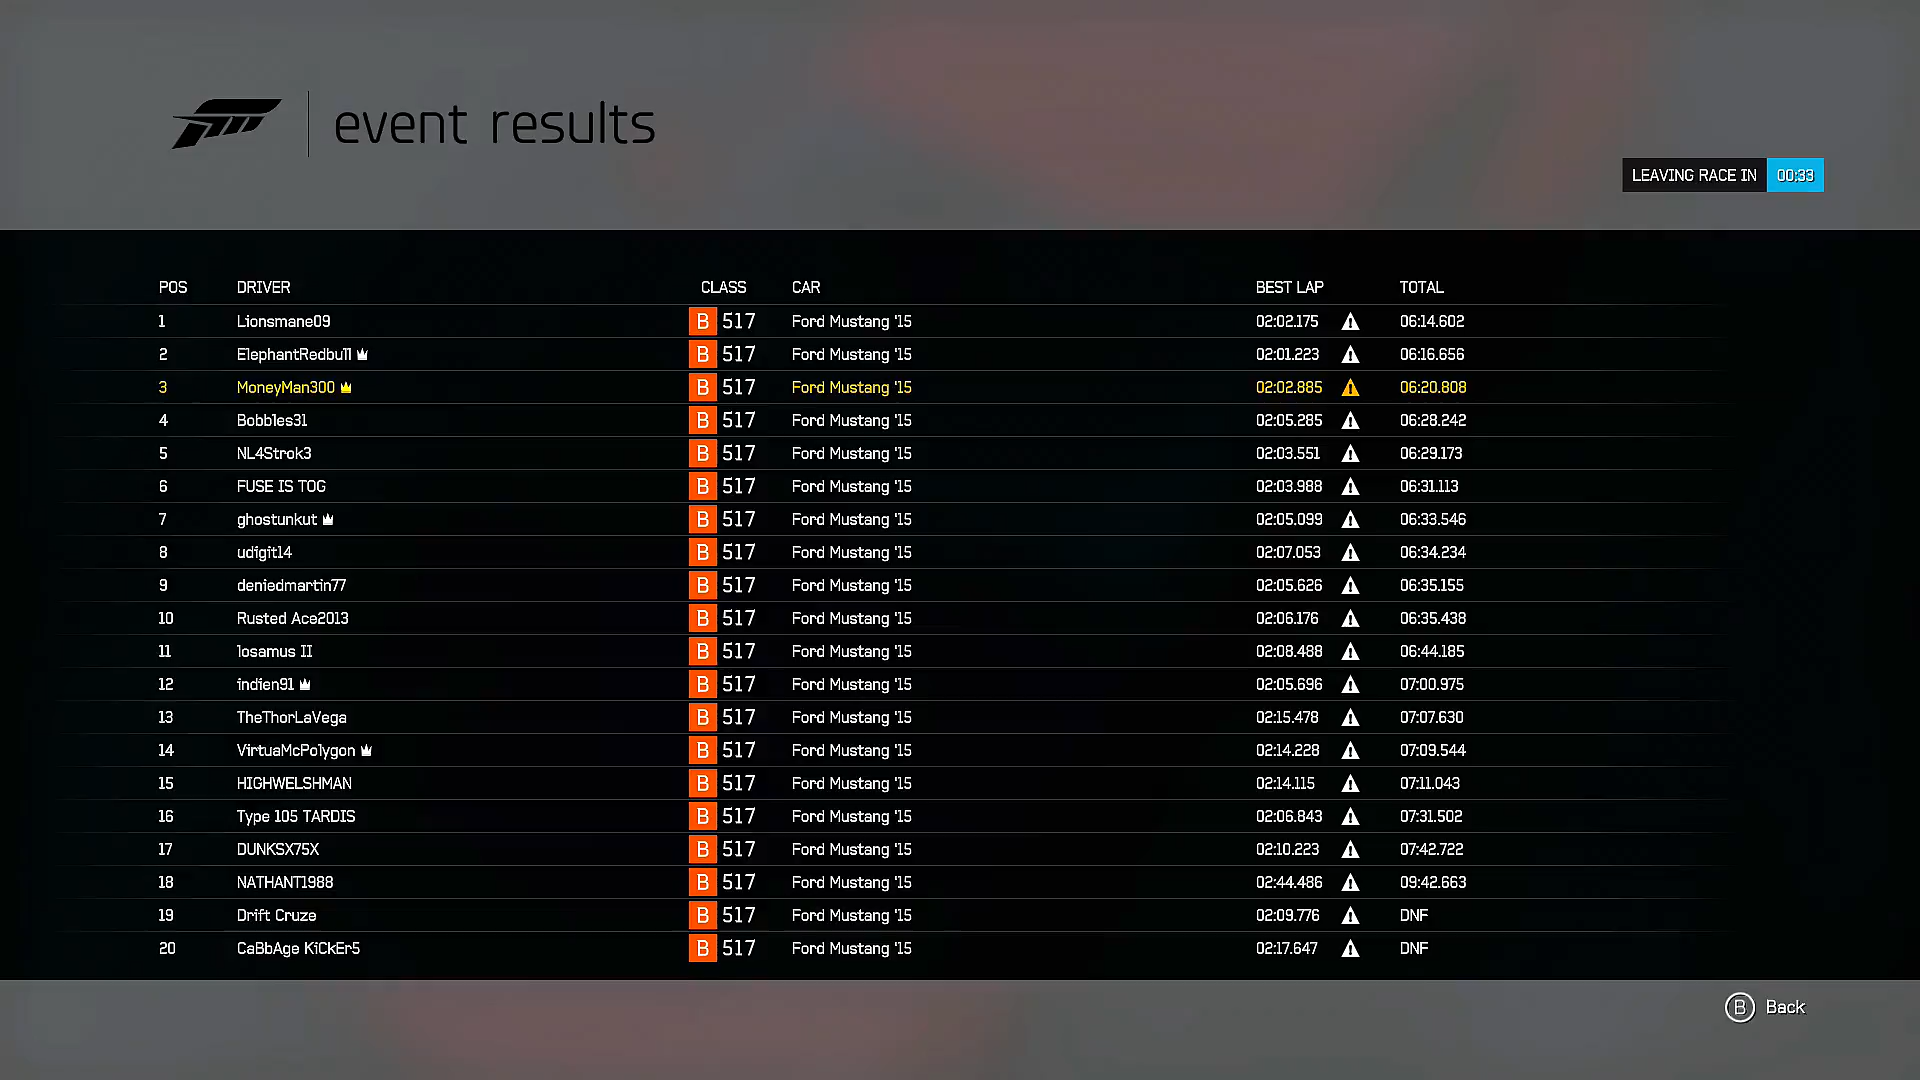 event results
LEAVING RACE IN 00:33
POS DRIVER CLASS CAR BEST LAP TOTAL
1 Lionsmane09 B 517 Ford Mustang '15 02:02.175 06:14.602
2 ElephantRedbull B 517 Ford Mustang '15 02:01.223 06:16.656
3 MoneyMan300 B 517 Ford Mustang '15 02:02.885 06:20.808
4 Bobbles31 B 517 Ford Mustang '15 02:05.285 06:28.242
5 NL4Strok3 B 517 Ford Mustang '15 02:03.551 06:29.173
6 FUSE IS TOG B 517 Ford Mustang '15 02:03.988 06:31.113
7 ghostunkut B 517 Ford Mustang '15 02:05.099 06:33.546
8 udigit14 B 517 Ford Mustang '15 02:07.053 06:34.234
9 deniedmartin77 B 517 Ford Mustang '15 02:05.626 06:35.155
10 Rusted Ace2013 B 517 Ford Mustang '15 02:06.176 06:35.438
11 losamus II B 517 Ford Mustang '15 02:08.488 06:44.185
12 indien91 B 517 Ford Mustang '15 02:05.696 07:00.975
13 TheThorLaVega B 517 Ford Mustang '15 02:15.478 07:07.630
14 VirtuaMcPolygon B 517 Ford Mustang '15 02:14.228 07:09.544
15 HIGHWELSHMAN B 517 Ford Mustang '15 02:14.115 07:11.043
16 Type 105 TARDIS B 517 Ford Mustang '15 02:06.843 07:31.502
17 DUNKSX75X B 517 Ford Mustang '15 02:10.223 07:42.722
18 NATHANT1988 B 517 Ford Mustang '15 02:44.486 09:42.663
19 Drift Cruze B 517 Ford Mustang '15 02:09.776 DNF
20 CaBbAge KiCkEr5 B 517 Ford Mustang '15 02:17.647 DNF
B Back